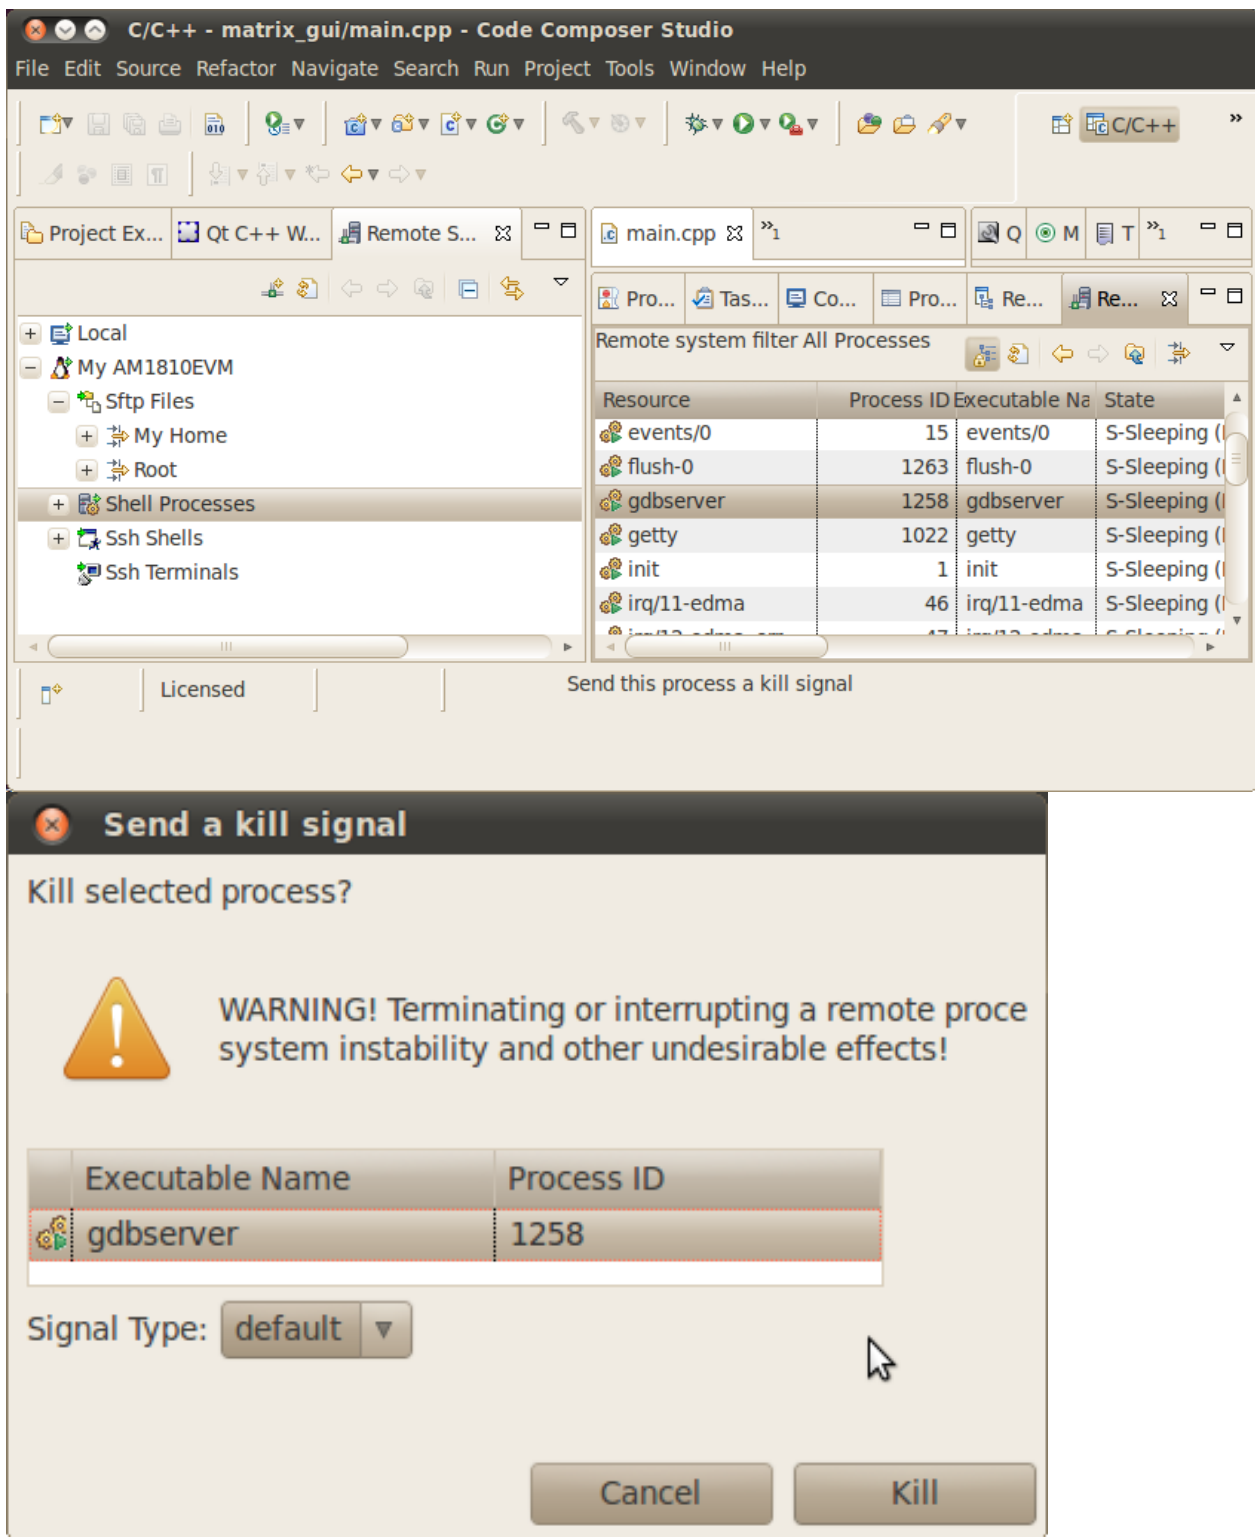 C/C++ - matrix_gui/main.cpp - Code Composer Studio
File Edit Source Refactor Navigate Search Run Project Tools Window Help
010
C/C++ »
Project Ex... Qt C++ W... Remote S...
main.cpp »1
Q M T »1
Local
My AM1810EVM
Sftp Files
My Home
Root
Shell Processes
Ssh Shells
Ssh Terminals
Pro... Tas... Co... Pro... Re... Re...
Remote system filter All Processes
Resource Process ID Executable Na State
events/0 15 events/0 S-Sleeping (
flush-0 1263 flush-0 S-Sleeping (
gdbserver 1258 gdbserver S-Sleeping (
getty 1022 getty S-Sleeping (
init 1 init S-Sleeping (
irq/11-edma 46 irq/11-edma S-Sleeping (
Licensed
Send this process a kill signal
Send a kill signal
Kill selected process?
WARNING! Terminating or interrupting a remote proce
system instability and other undesirable effects!
Executable Name Process ID
gdbserver 1258
Signal Type: default
Cancel Kill